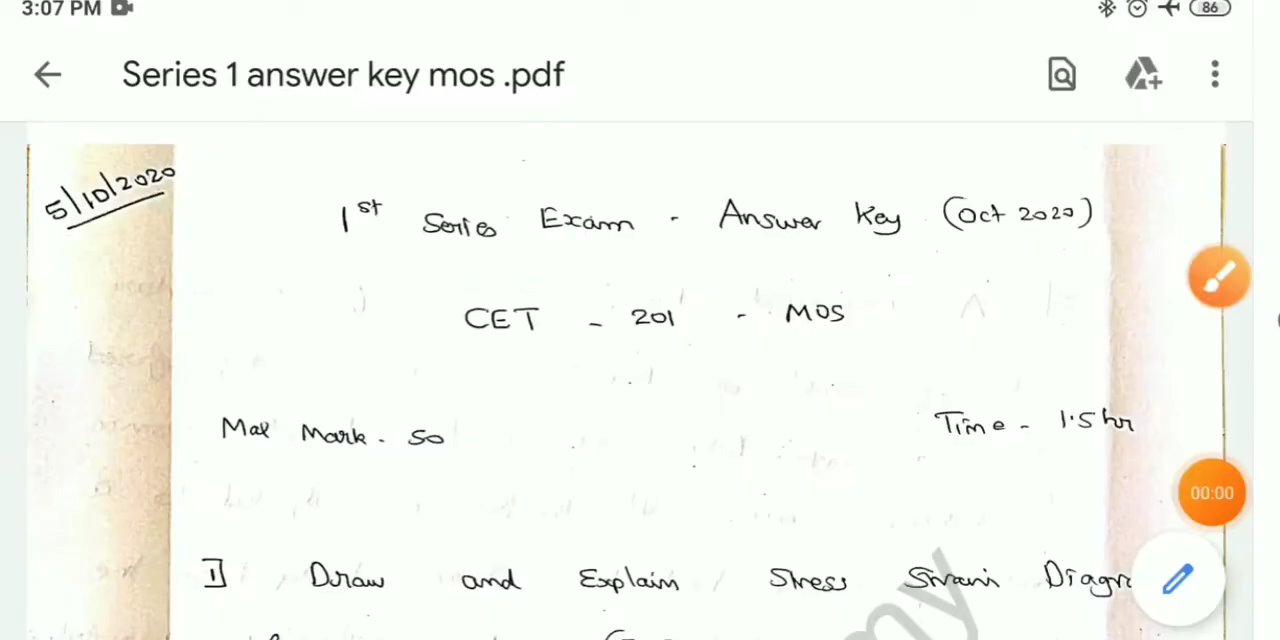 3:07 PM
86
Series 1 answer key mos .pdf
5/10/2020
1st Series Exam - Answer Key (Oct 2020)
CET - 201 - MOS
Max Mark - 50
Time - 1.5 hr
00:00
1] Draw and Explain Stress Strain Diagr
my